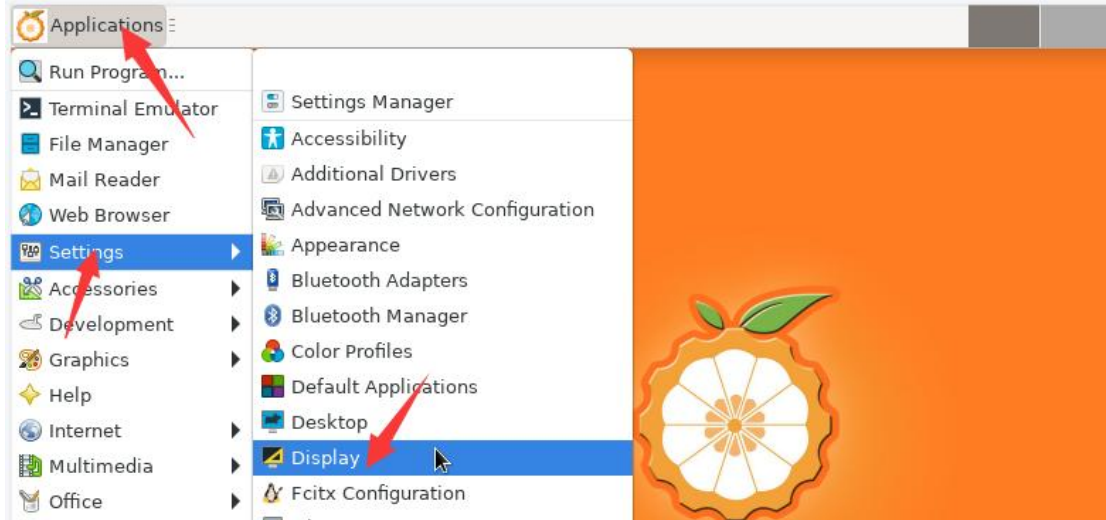 Applications
Run Program...
Terminal Emulator
File Manager
Mail Reader
Web Browser
Settings
Accessories
Development
Graphics
Help
Internet
Multimedia
Office
Settings Manager
Accessibility
Additional Drivers
Advanced Network Configuration
Appearance
Bluetooth Adapters
Bluetooth Manager
Color Profiles
Default Applications
Desktop
Display
Fcitx Configuration